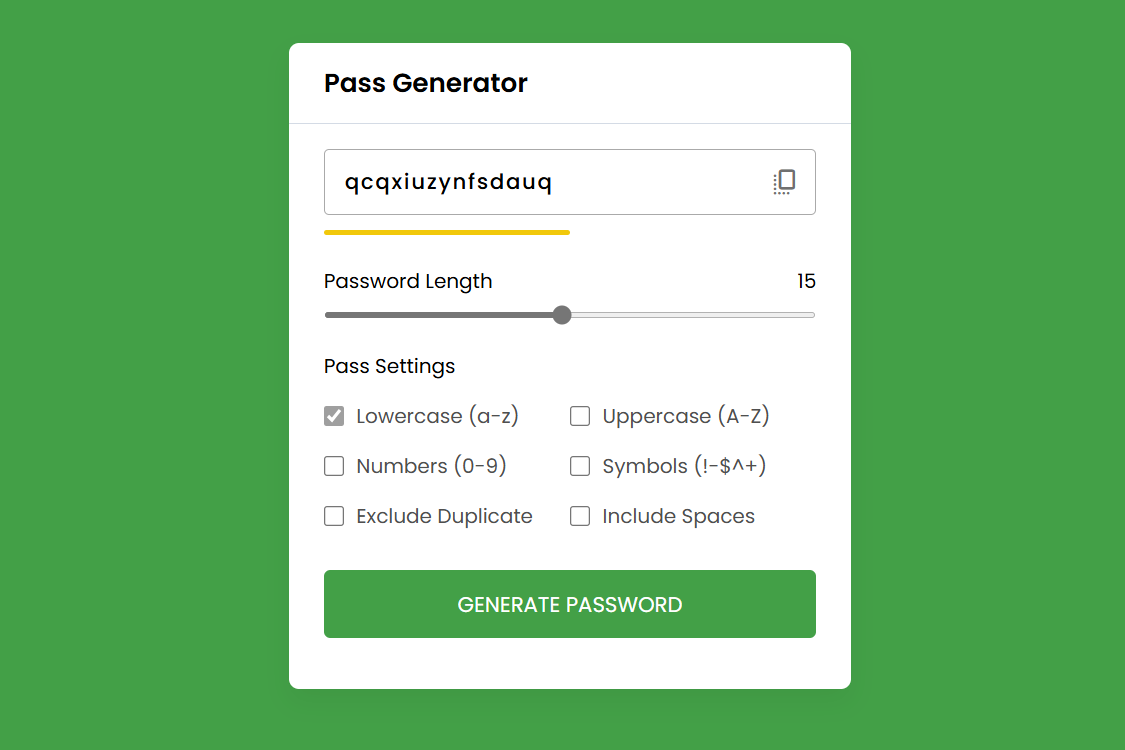 Pass Generator
qcqxiuzynfsdauq
Password Length 15
Pass Settings
Lowercase (a-z) Uppercase (A-Z)
Numbers (0-9) Symbols (!-$^+)
Exclude Duplicate Include Spaces
GENERATE PASSWORD